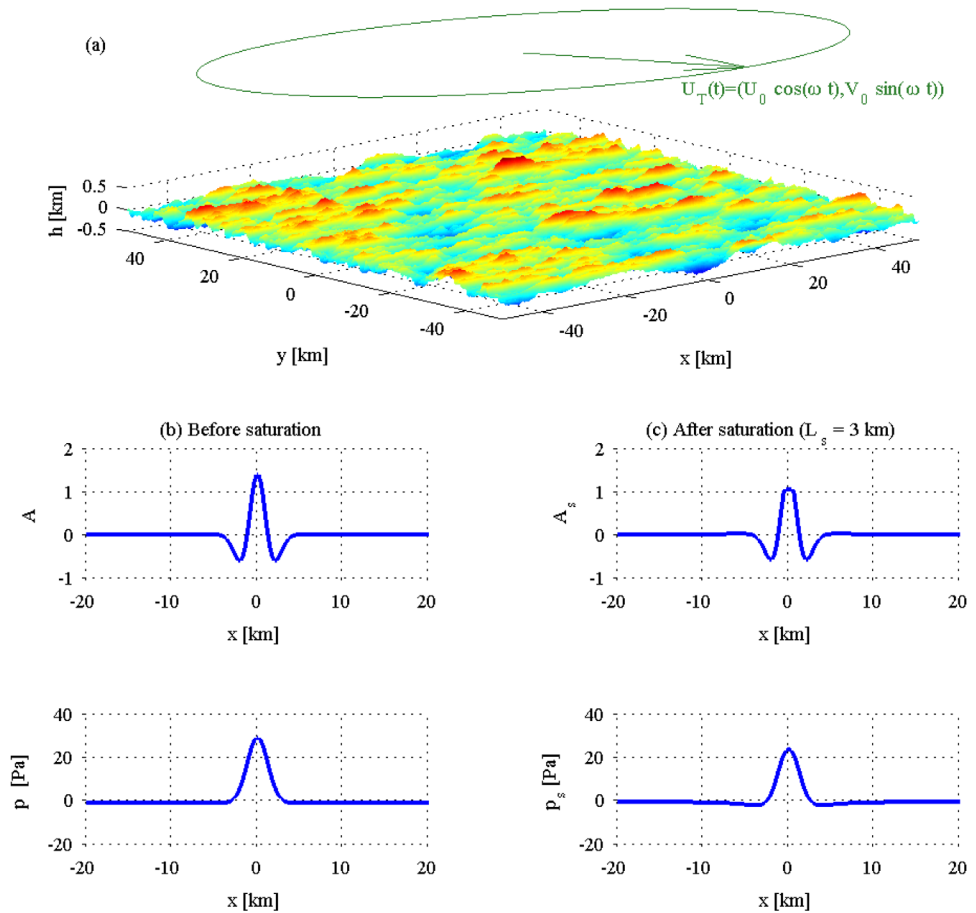 (a)
U_T(t)=(U_0 cos(ω t),V_0 sin(ω t))
h [km]
0.5
0
-0.5
40
20
0
-20
-40
y [km]
-40
-20
0
20
40
x [km]
(b) Before saturation
A
2
1
0
-1
-20 -10 0 10 20
x [km]
(c) After saturation (L_s = 3 km)
A_s
2
1
0
-1
-20 -10 0 10 20
x [km]
p [Pa]
40
20
0
-20
-20 -10 0 10 20
x [km]
p_s [Pa]
40
20
0
-20
-20 -10 0 10 20
x [km]